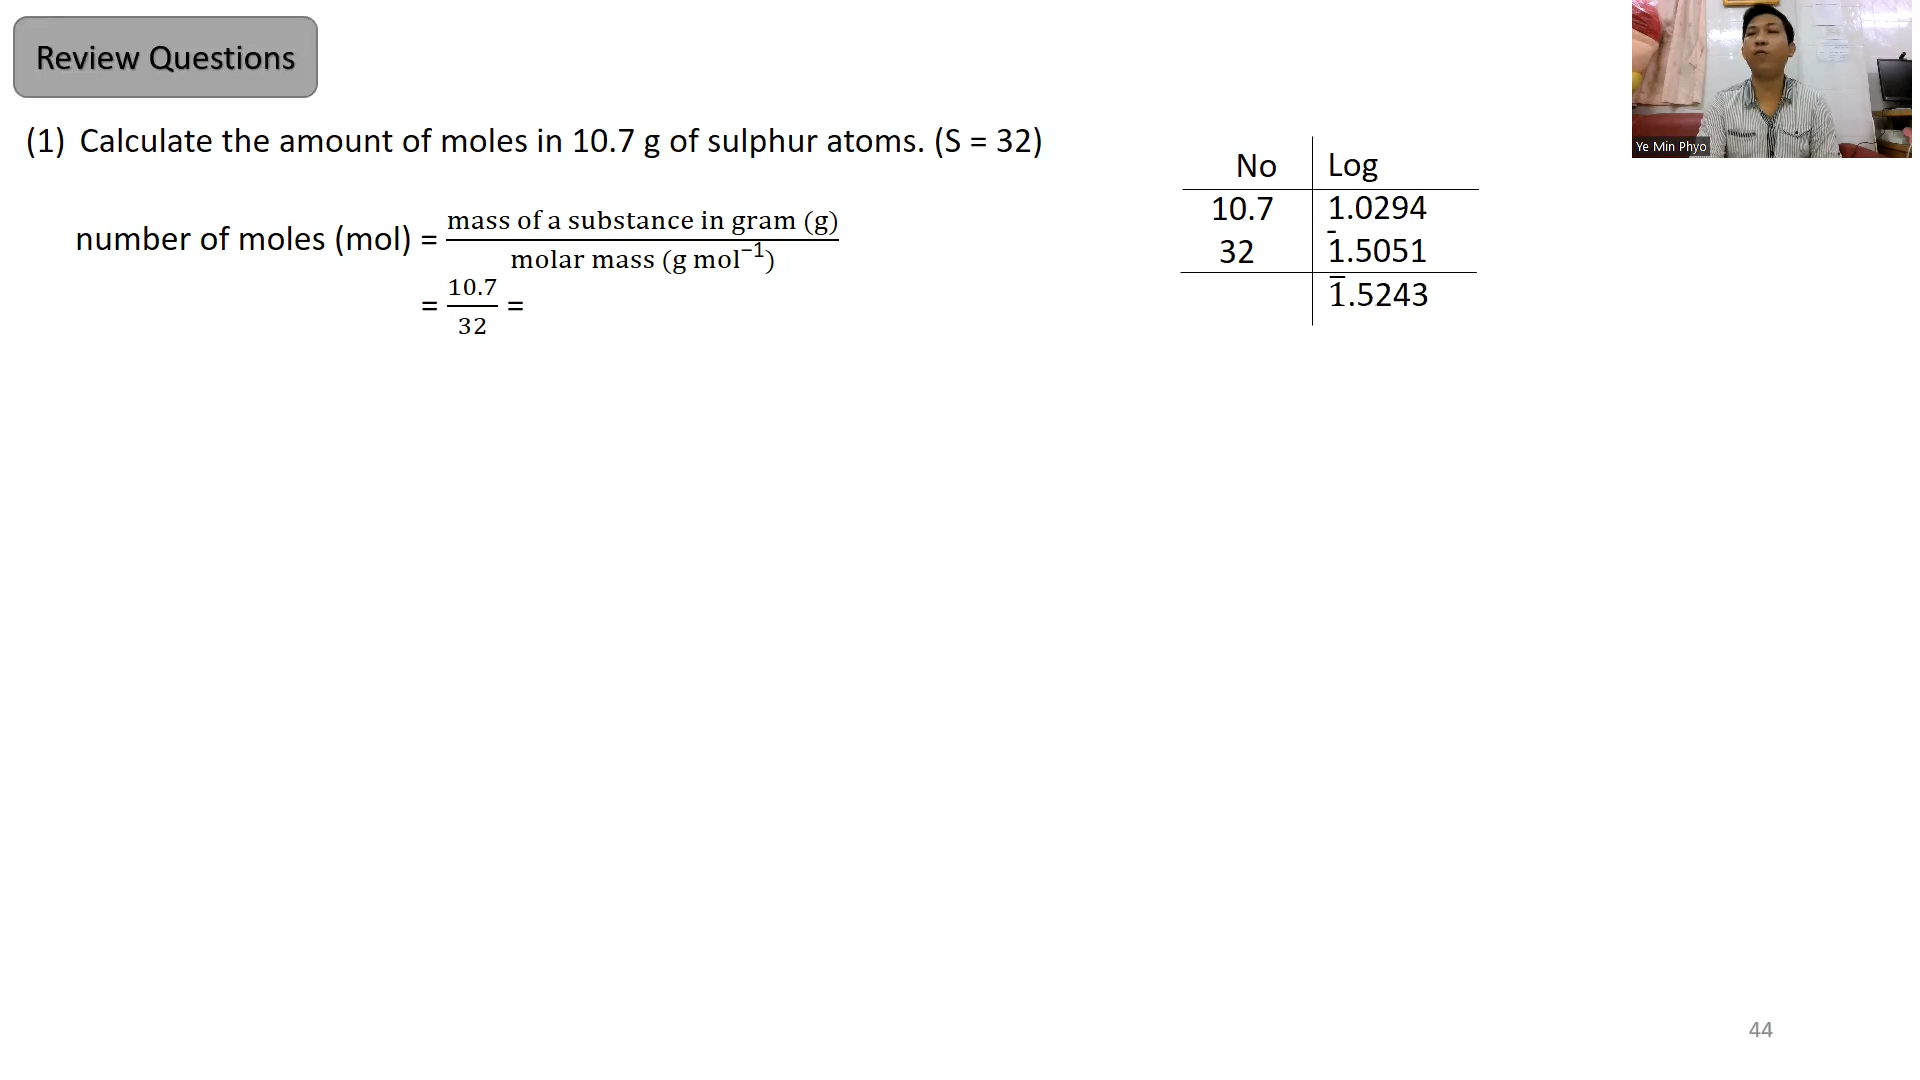 Review Questions
(1) Calculate the amount of moles in 10.7 g of sulphur atoms. (S = 32)
number of moles (mol) = mass of a substance in gram (g) / molar mass (g mol⁻¹)
= 10.7 / 32 =
No Log
10.7 1.0294
- 
32 1.5051
1̅.5243
Ye Min Phyo
44